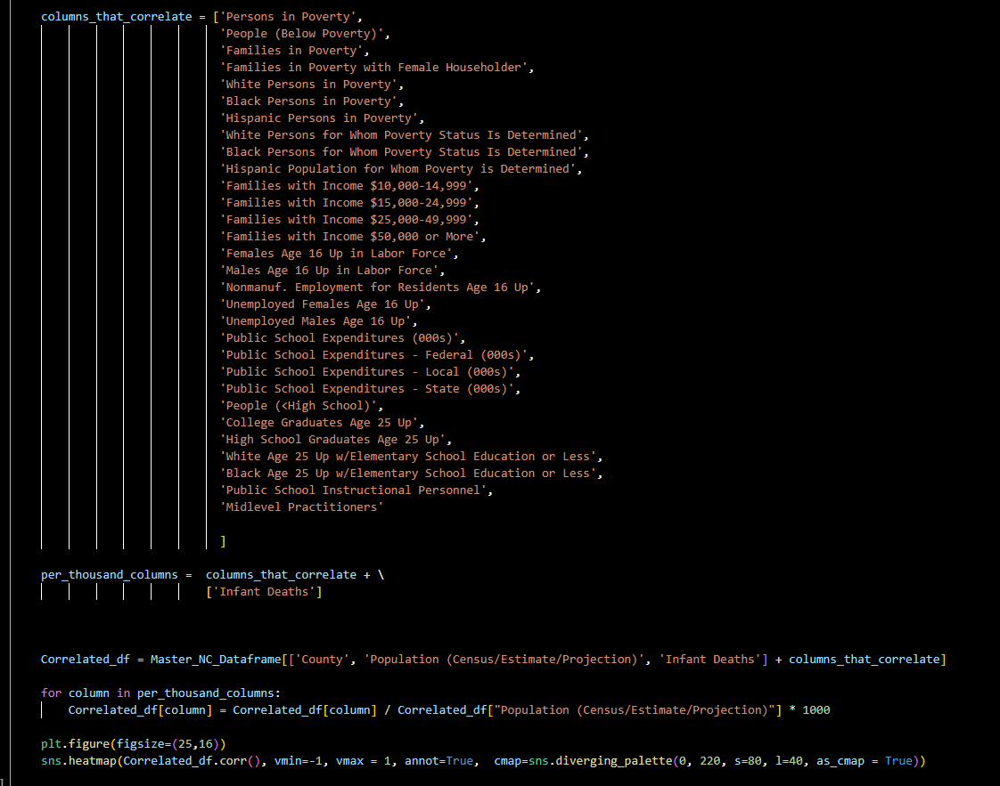 columns_that_correlate = ['Persons in Poverty',
'People (Below Poverty)',
'Families in Poverty',
'Families in Poverty with Female Householder',
'White Persons in Poverty',
'Black Persons in Poverty',
'Hispanic Persons in Poverty',
'White Persons for Whom Poverty Status Is Determined',
'Black Persons for Whom Poverty Status Is Determined',
'Hispanic Population for Whom Poverty is Determined',
'Families with Income $10,000-14,999',
'Families with Income $15,000-24,999',
'Families with Income $25,000-49,999',
'Families with Income $50,000 or More',
'Females Age 16 Up in Labor Force',
'Males Age 16 Up in Labor Force',
'Nonmanuf. Employment for Residents Age 16 Up',
'Unemployed Females Age 16 Up',
'Unemployed Males Age 16 Up',
'Public School Expenditures (000s)',
'Public School Expenditures - Federal (000s)',
'Public School Expenditures - Local (000s)',
'Public School Expenditures - State (000s)',
'People (<High School)',
'College Graduates Age 25 Up',
'High School Graduates Age 25 Up',
'White Age 25 Up w/Elementary School Education or Less',
'Black Age 25 Up w/Elementary School Education or Less',
'Public School Instructional Personnel',
'Midlevel Practitioners'
]
per_thousand_columns =  columns_that_correlate + \
['Infant Deaths']
Correlated_df = Master_NC_Dataframe[['County', 'Population (Census/Estimate/Projection)', 'Infant Deaths'] + columns_that_correlate]
for column in per_thousand_columns:
Correlated_df[column] = Correlated_df[column] / Correlated_df["Population (Census/Estimate/Projection)"] * 1000
plt.figure(figsize=(25,16))
sns.heatmap(Correlated_df.corr(), vmin=-1, vmax = 1, annot=True,  cmap=sns.diverging_palette(0, 220, s=80, l=40, as_cmap = True))